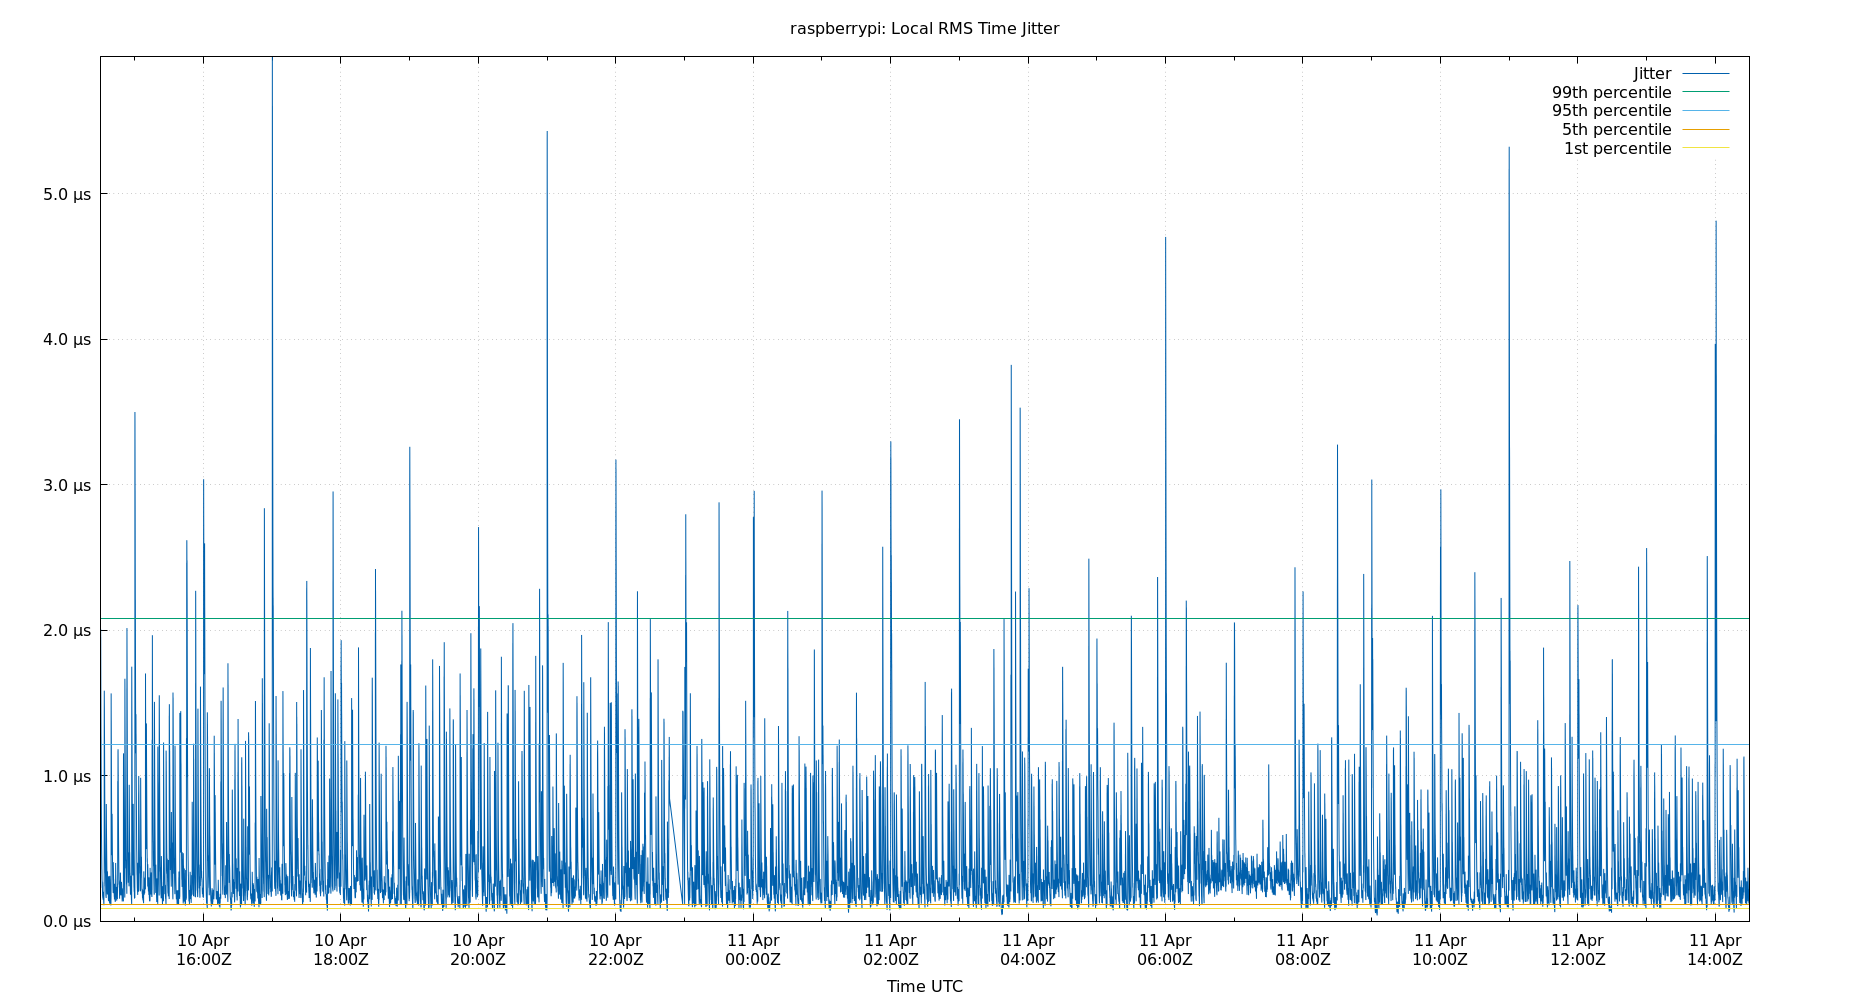 raspberrypi: Local RMS Time Jitter
Jitter
99th percentile
95th percentile
5th percentile
1st percentile
5.0 µs
4.0 µs
3.0 µs
2.0 µs
1.0 µs
0.0 µs
10 Apr 10 Apr 10 Apr 10 Apr 11 Apr 11 Apr 11 Apr 11 Apr 11 Apr 11 Apr 11 Apr 11 Apr
16:00Z 18:00Z 20:00Z 22:00Z 00:00Z 02:00Z 04:00Z 06:00Z 08:00Z 10:00Z 12:00Z 14:00Z
Time UTC